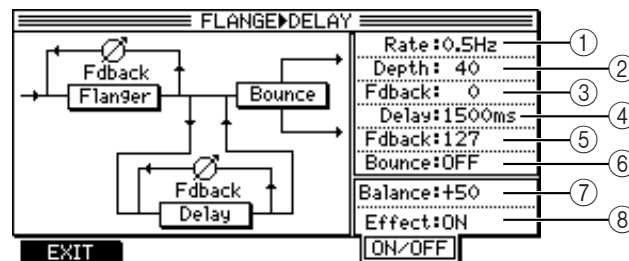 FLANGE▶DELAY
Fdback
Flanger
Bounce
Fdback
Delay
Rate:0.5Hz ①
Depth: 40 ②
Fdback: 0 ③
Delay:1500ms ④
Fdback:127 ⑤
Bounce:OFF ⑥
Balance:+50 ⑦
Effect:ON ⑧
EXIT
ON/OFF